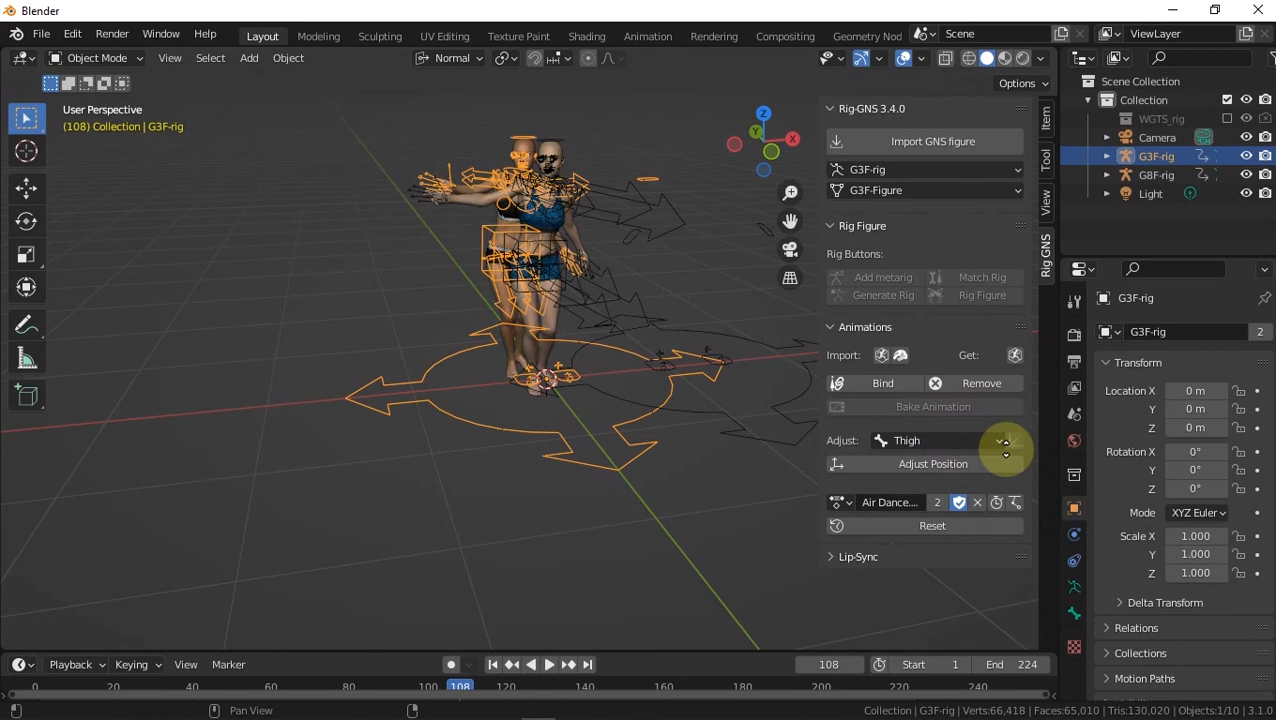 Blender
File Edit Render Window Help Layout Modeling Sculpting UV Editing Texture Paint Shading Animation Rendering Compositing Geometry Nod Scene ViewLayer
Object Mode View Select Add Object Normal
Options
User Perspective
(108) Collection | G3F-rig
Z
Y
X
Rig-GNS 3.4.0
Import GNS figure
G3F-rig
G3F-Figure
Rig Figure
Rig Buttons:
Add metarig Match Rig
Generate Rig Rig Figure
Animations
Import: Get:
Bind Remove
Bake Animation
Adjust: Thigh
Adjust Position
Air Dance.... 2
Reset
Lip-Sync
Item
Tool
View
Rig GNS
Scene Collection
Collection
WGTS_rig
Camera
G3F-rig
G8F-rig
Light
G3F-rig
G3F-rig 2
Transform
Location X 0 m
Y 0 m
Z 0 m
Rotation X 0°
Y 0°
Z 0°
Mode XYZ Euler
Scale X 1.000
Y 1.000
Z 1.000
Delta Transform
Relations
Collections
Motion Paths
Playback Keying View Marker 108 Start 1 End 224
0 20 40 60 80 100 108 120 140 160 180 200 220 240
Pan View
Collection | G3F-rig | Verts:66,418 | Faces:65,010 | Tris:130,020 | Objects:1/10 | 3.1.0